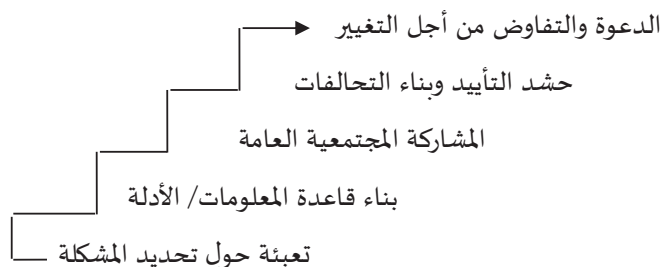 الدعوة والتفاوض من أجل التغيير
حشد التأييد وبناء التحالفات
المشاركة المجتمعية العامة
بناء قاعدة المعلومات/ الأدلة
تعبئة حول تحديد المشكلة